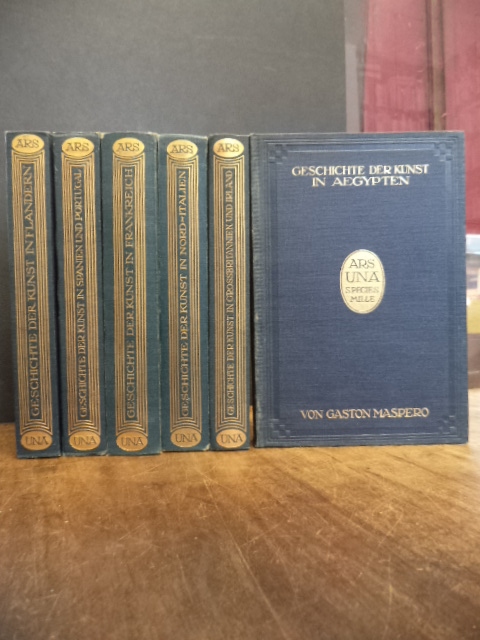 ARS
GESCHICHTE DER KUNST IN FLANDERN
UNA
ARS
GESCHICHTE DER KUNST IN SPANIEN UND PORTUGAL
UNA
ARS
GESCHICHTE DER KUNST IN FRANKREICH
UNA
ARS
GESCHICHTE DER KUNST IN NORD-ITALIEN
UNA
ARS
GESCHICHTE DER KUNST IN GROSSBRITANNIEN UND IRLAND
UNA
GESCHICHTE DER KUNST
IN AEGYPTEN
ARS
UNA
SPECIES
MILLE
VON GASTON MASPERO